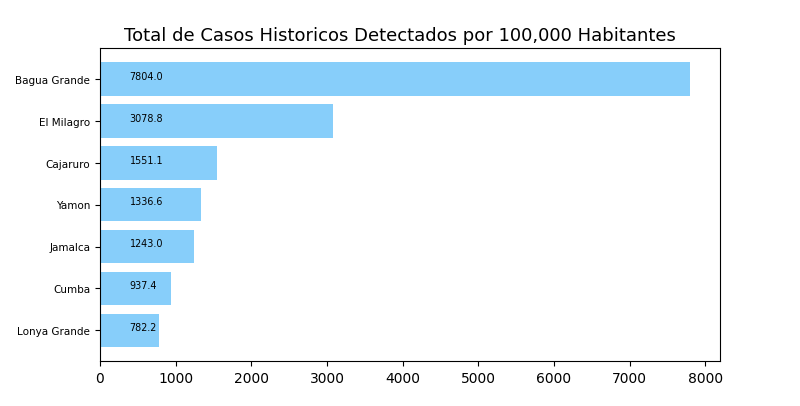 Total de Casos Historicos Detectados por 100,000 Habitantes
Bagua Grande 7804.0
El Milagro 3078.8
Cajaruro 1551.1
Yamon 1336.6
Jamalca 1243.0
Cumba 937.4
Lonya Grande 782.2
0 1000 2000 3000 4000 5000 6000 7000 8000